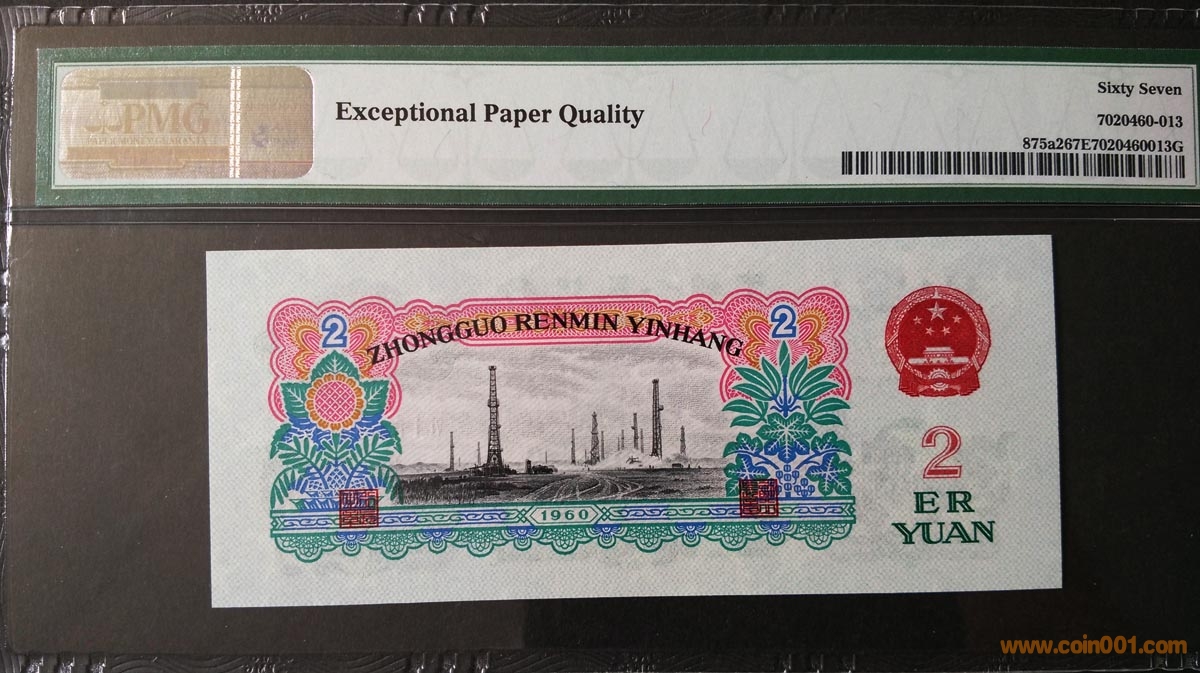 PMG
Exceptional Paper Quality
Sixty Seven
7020460-013
875a267E7020460013G
2
2
ZHONGGUO RENMIN YINHANG
2
ER
YUAN
1960
www.coin001.com